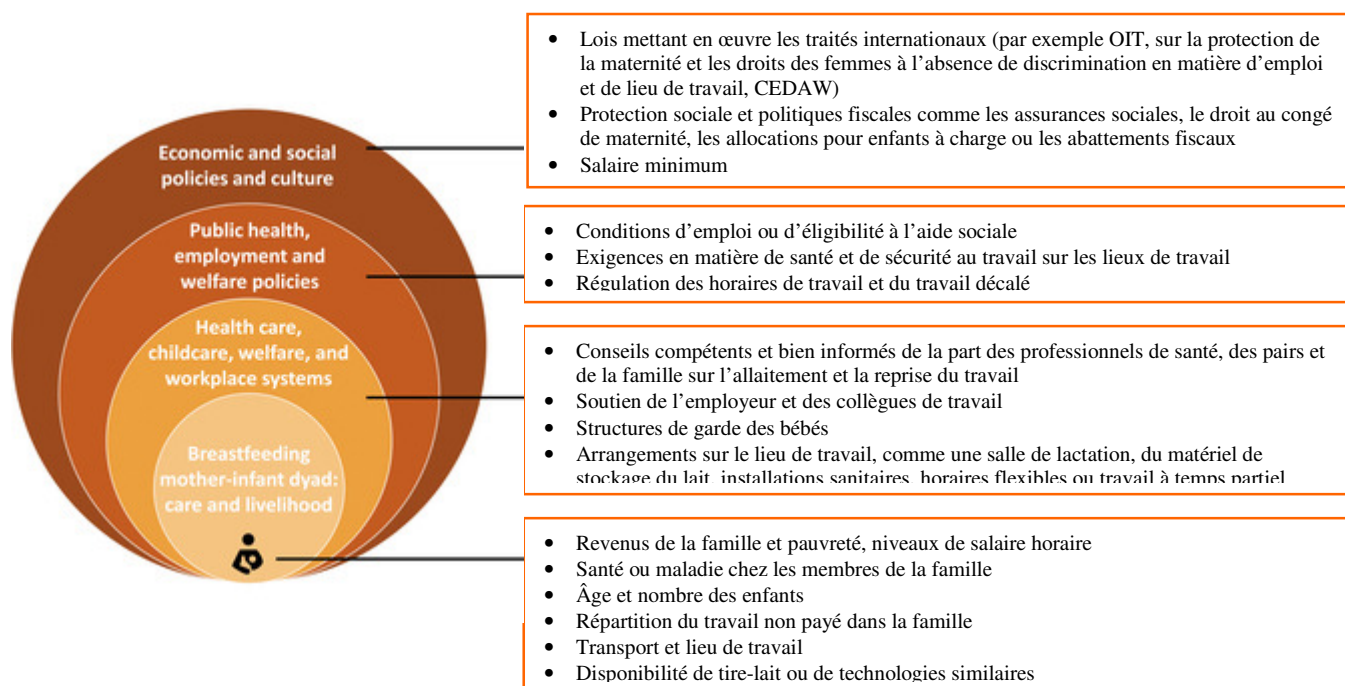 Economic and social
policies and culture
• Lois mettant en œuvre les traités internationaux (par exemple OIT, sur la protection de
la maternité et les droits des femmes à l’absence de discrimination en matière d’emploi
et de lieu de travail, CEDAW)
• Protection sociale et politiques fiscales comme les assurances sociales, le droit au congé
de maternité, les allocations pour enfants à charge ou les abattements fiscaux
• Salaire minimum
Public health,
employment and
welfare policies
• Conditions d’emploi ou d’éligibilité à l’aide sociale
• Exigences en matière de santé et de sécurité au travail sur les lieux de travail
• Régulation des horaires de travail et du travail décalé
Health care,
childcare, welfare, and
workplace systems
• Conseils compétents et bien informés de la part des professionnels de santé, des pairs et
de la famille sur l’allaitement et la reprise du travail
• Soutien de l’employeur et des collègues de travail
• Structures de garde des bébés
• Arrangements sur le lieu de travail, comme une salle de lactation, du matériel de
stockage du lait, installations sanitaires, horaires flexibles ou travail à temps partiel
Breastfeeding
mother-infant dyad:
care and livelihood
• Revenus de la famille et pauvreté, niveaux de salaire horaire
• Santé ou maladie chez les membres de la famille
• Âge et nombre des enfants
• Répartition du travail non payé dans la famille
• Transport et lieu de travail
• Disponibilité de tire-lait ou de technologies similaires